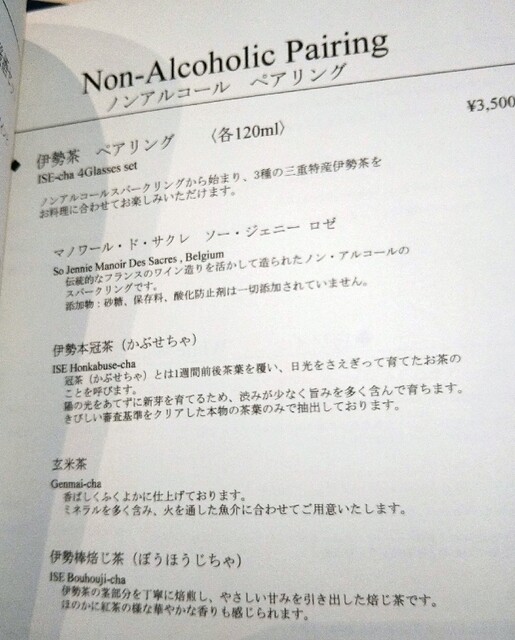 Non-Alcoholic Pairing
ノンアルコール ペアリング
¥3,500
伊勢茶 ペアリング 〈各120ml〉
ISE-cha 4Glasses set
ノンアルコールスパークリングから始まり、3種の三重特産伊勢茶を
お料理に合わせてお楽しみいただけます。
マノワール・ド・サクレ ソー・ジェニー ロゼ
So Jennie Manoir Des Sacres , Belgium
伝統的なフランスのワイン造りを活かして造られたノン・アルコールの
スパークリングです。
添加物：砂糖、保存料、酸化防止剤は一切添加されていません。
伊勢本冠茶（かぶせちゃ）
ISE Honkabuse-cha
冠茶（かぶせちゃ）とは1週間前後茶葉を覆い、日光をさえぎって育てたお茶の
ことを呼びます。
陽の光をあてずに新芽を育てるため、渋みが少なく旨みを多く含んで育ちます。
きびしい審査基準をクリアした本物の茶葉のみで抽出しております。
玄米茶
Genmai-cha
香ばしくふくよかに仕上げております。
ミネラルを多く含み、火を通した魚介に合わせてご用意いたします。
伊勢棒焙じ茶（ぼうほうじちゃ）
ISE Bouhouji-cha
伊勢茶の茎部分を丁寧に焙煎し、やさしい甘みを引き出した焙じ茶です。
ほのかに紅茶の様な華やかな香りも感じられます。